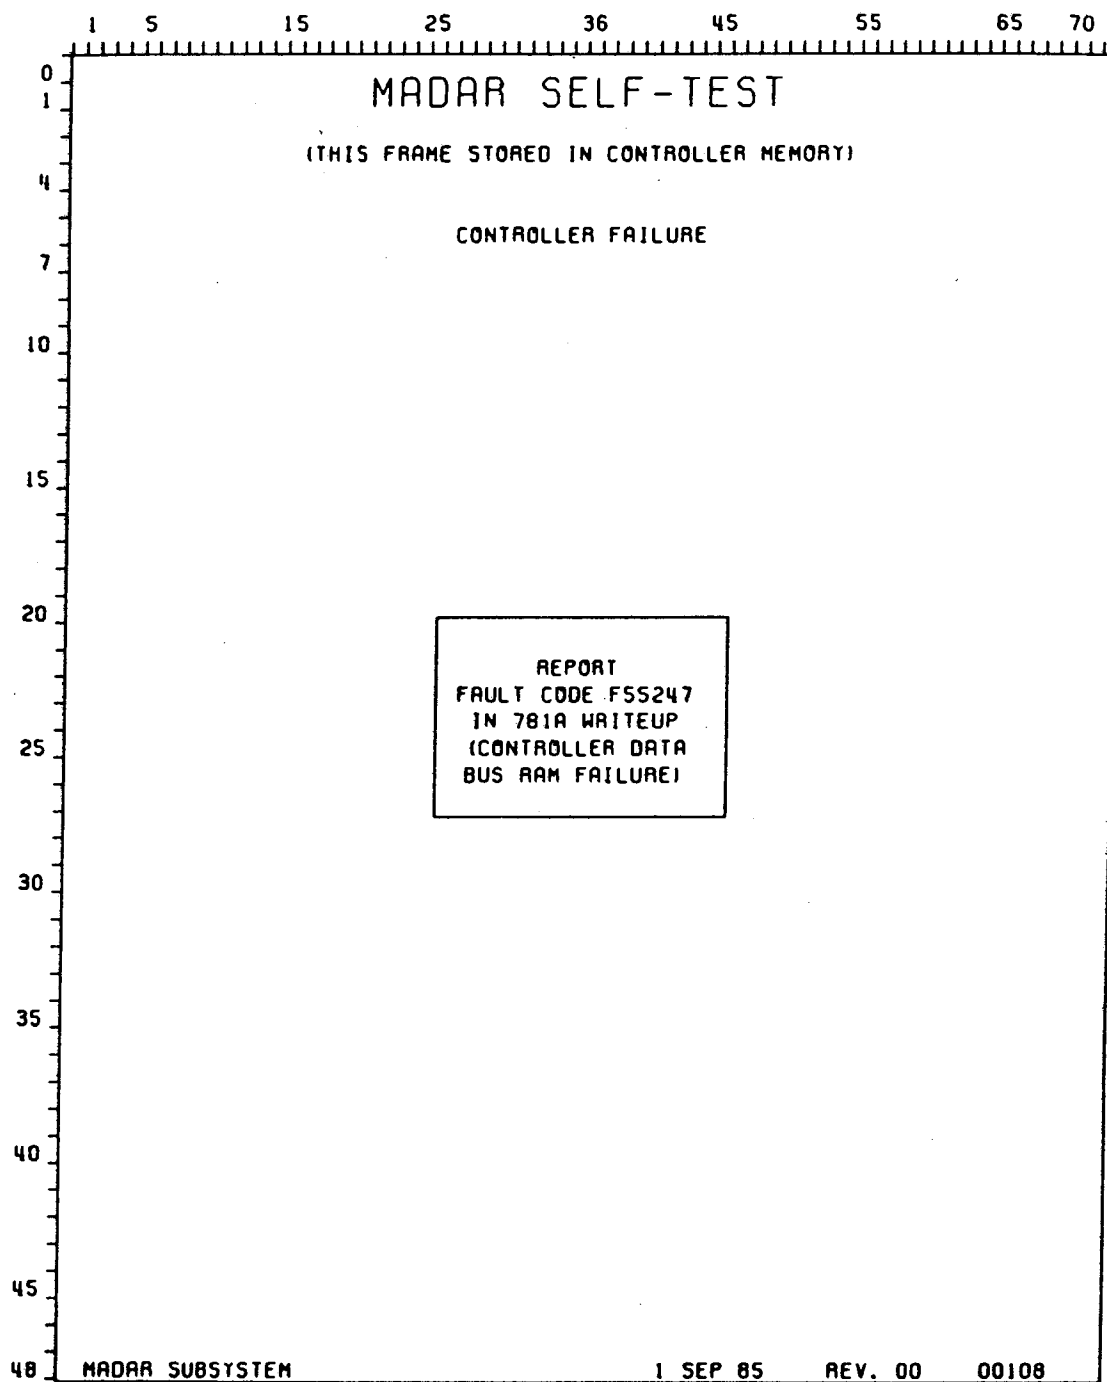 1 5 15 25 36 45 55 65 70
0
1
MADAR SELF-TEST
(THIS FRAME STORED IN CONTROLLER MEMORY)
4
CONTROLLER FAILURE
7
10
15
20
REPORT
FAULT CODE FSS247
IN 781A WRITEUP
(CONTROLLER DATA
25
BUS RAM FAILURE)
30
35
40
45
48 MADAR SUBSYSTEM 1 SEP 85 REV. 00 00108